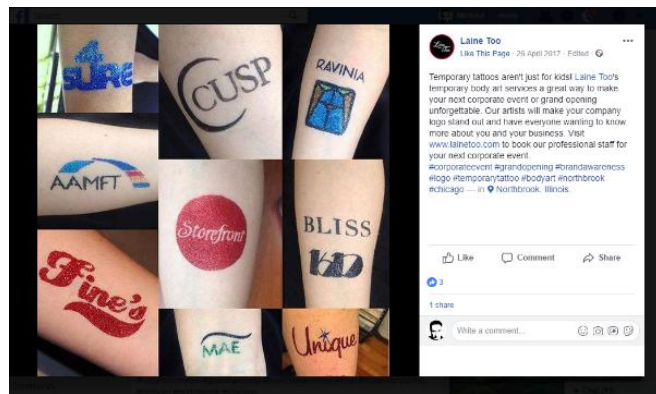 4
SURE
CUSP
RAVINIA
AAMFT
Storefront
BLISS
Fine's
MAE
Unique
Laine Too
Like This Page · 26 April 2017 · Edited ·
Temporary tattoos aren't just for kids! Laine Too's
temporary body art services a great way to make
your next corporate event or grand opening
unforgettable. Our artists will make your company
logo stand out and have everyone wanting to know
more about you and your business. Visit
www.lainetoo.com to book our professional staff for
your next corporate event.
#corporateevent #grandopening #brandawareness
#logo #temporarytattoo #bodyart #northbrook
#chicago — in Northbrook, Illinois.
Like Comment Share
3
1 share
Write a comment...